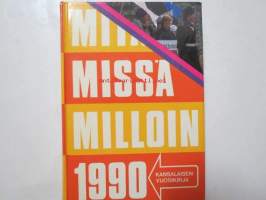 MITÄ
MISSÄ
MILLOIN
1990
KANSALAISEN
VUOSIKIRJA